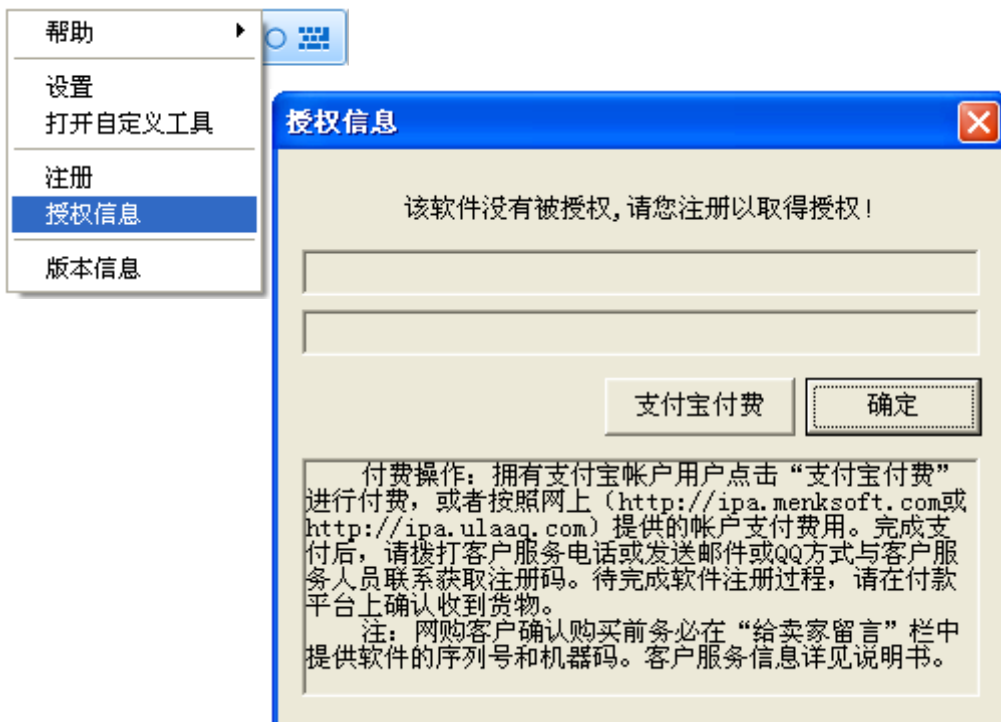 帮助
设置
打开自定义工具
注册
授权信息
版本信息
授权信息
该软件没有被授权,请您注册以取得授权!
支付宝付费
确定
付费操作：拥有支付宝帐户用户点击“支付宝付费”
进行付费，或者按照网上（http://ipa.menksoft.com或
http://ipa.ulaaq.com）提供的帐户支付费用。完成支
付后，请拨打客户服务电话或发送邮件或QQ方式与客户服
务人员联系获取注册码。待完成软件注册过程，请在付款
平台上确认收到货物。
注：网购客户确认购买前务必在“给卖家留言”栏中
提供软件的序列号和机器码。客户服务信息详见说明书。